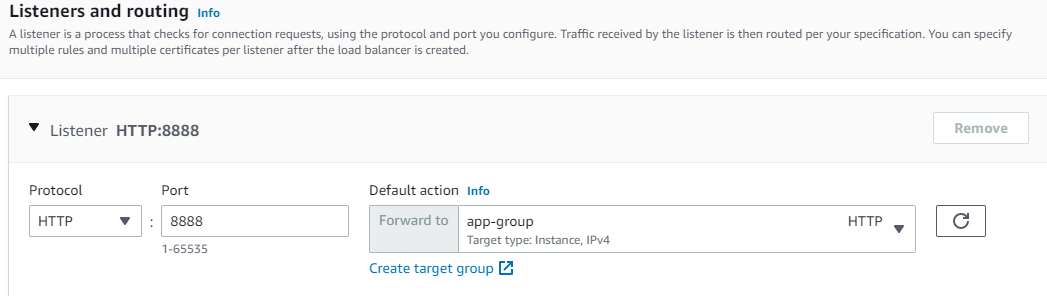 Listeners and routing Info
A listener is a process that checks for connection requests, using the protocol and port you configure. Traffic received by the listener is then routed per your specification. You can specify
multiple rules and multiple certificates per listener after the load balancer is created.
Listener HTTP:8888
Remove
Protocol
Port
Default action Info
HTTP
:
8888
Forward to
app-group
HTTP
Target type: Instance, IPv4
1-65535
Create target group